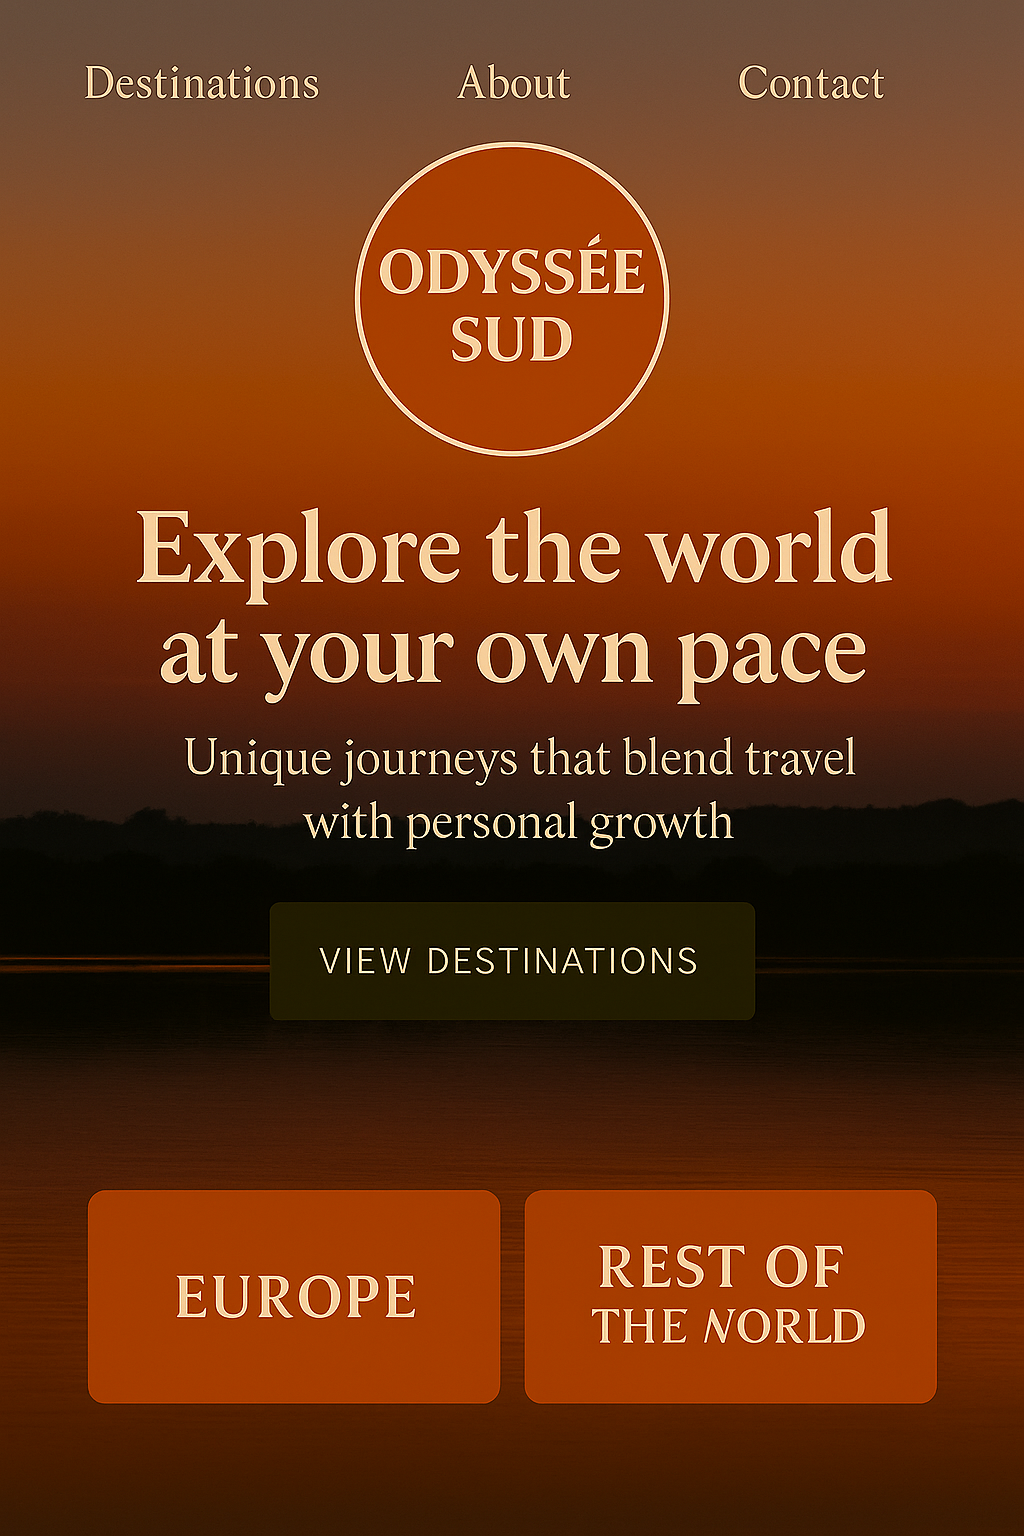 Destinations About Contact
ODYSSÉE
SUD
Explore the world
at your own pace
Unique journeys that blend travel
with personal growth
VIEW DESTINATIONS
EUROPE
REST OF
THE NORLD